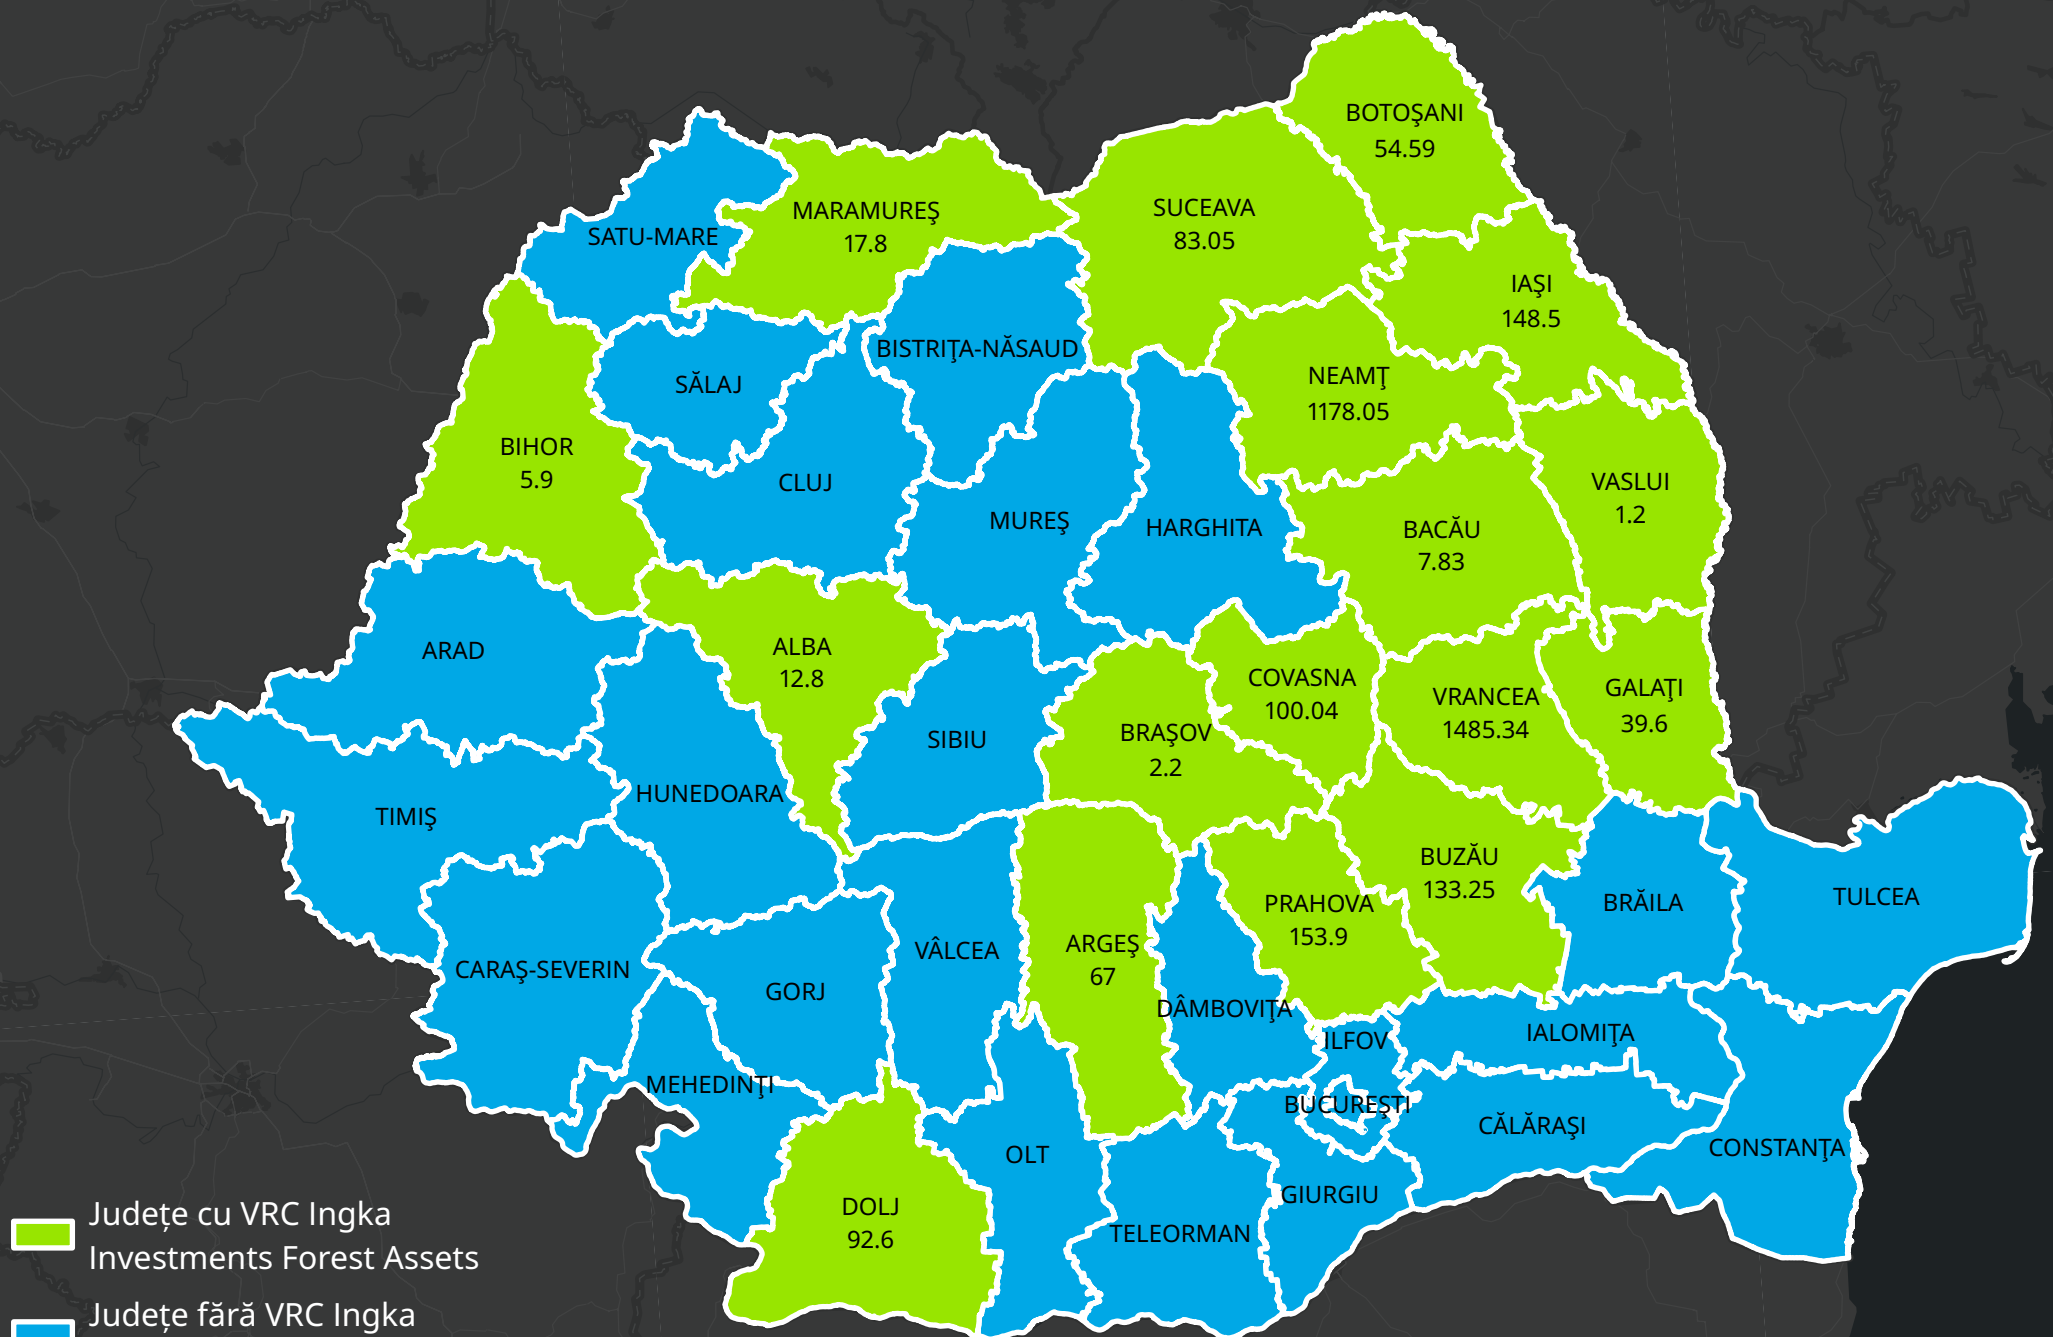 BOTOŞANI
54.59
SUCEAVA
83.05
MARAMUREŞ
17.8
SATU-MARE
IAŞI
148.5
BISTRIŢA-NĂSAUD
SĂLAJ
NEAMŢ
1178.05
BIHOR
5.9
CLUJ
VASLUI
1.2
MUREŞ
HARGHITA
BACĂU
7.83
ARAD
ALBA
12.8
COVASNA
100.04
VRANCEA
1485.34
GALAŢI
39.6
SIBIU
BRAŞOV
2.2
HUNEDOARA
TIMIŞ
BUZĂU
133.25
PRAHOVA
153.9
BRĂILA
TULCEA
VÂLCEA
ARGEŞ
67
CARAŞ-SEVERIN
GORJ
DÂMBOVIŢA
ILFOV
IALOMIŢA
MEHEDINŢI
BUCUREŞTI
CĂLĂRAŞI
CONSTANŢA
OLT
GIURGIU
DOLJ
92.6
TELEORMAN
Județe cu VRC Ingka
Investments Forest Assets
Județe fără VRC Ingka